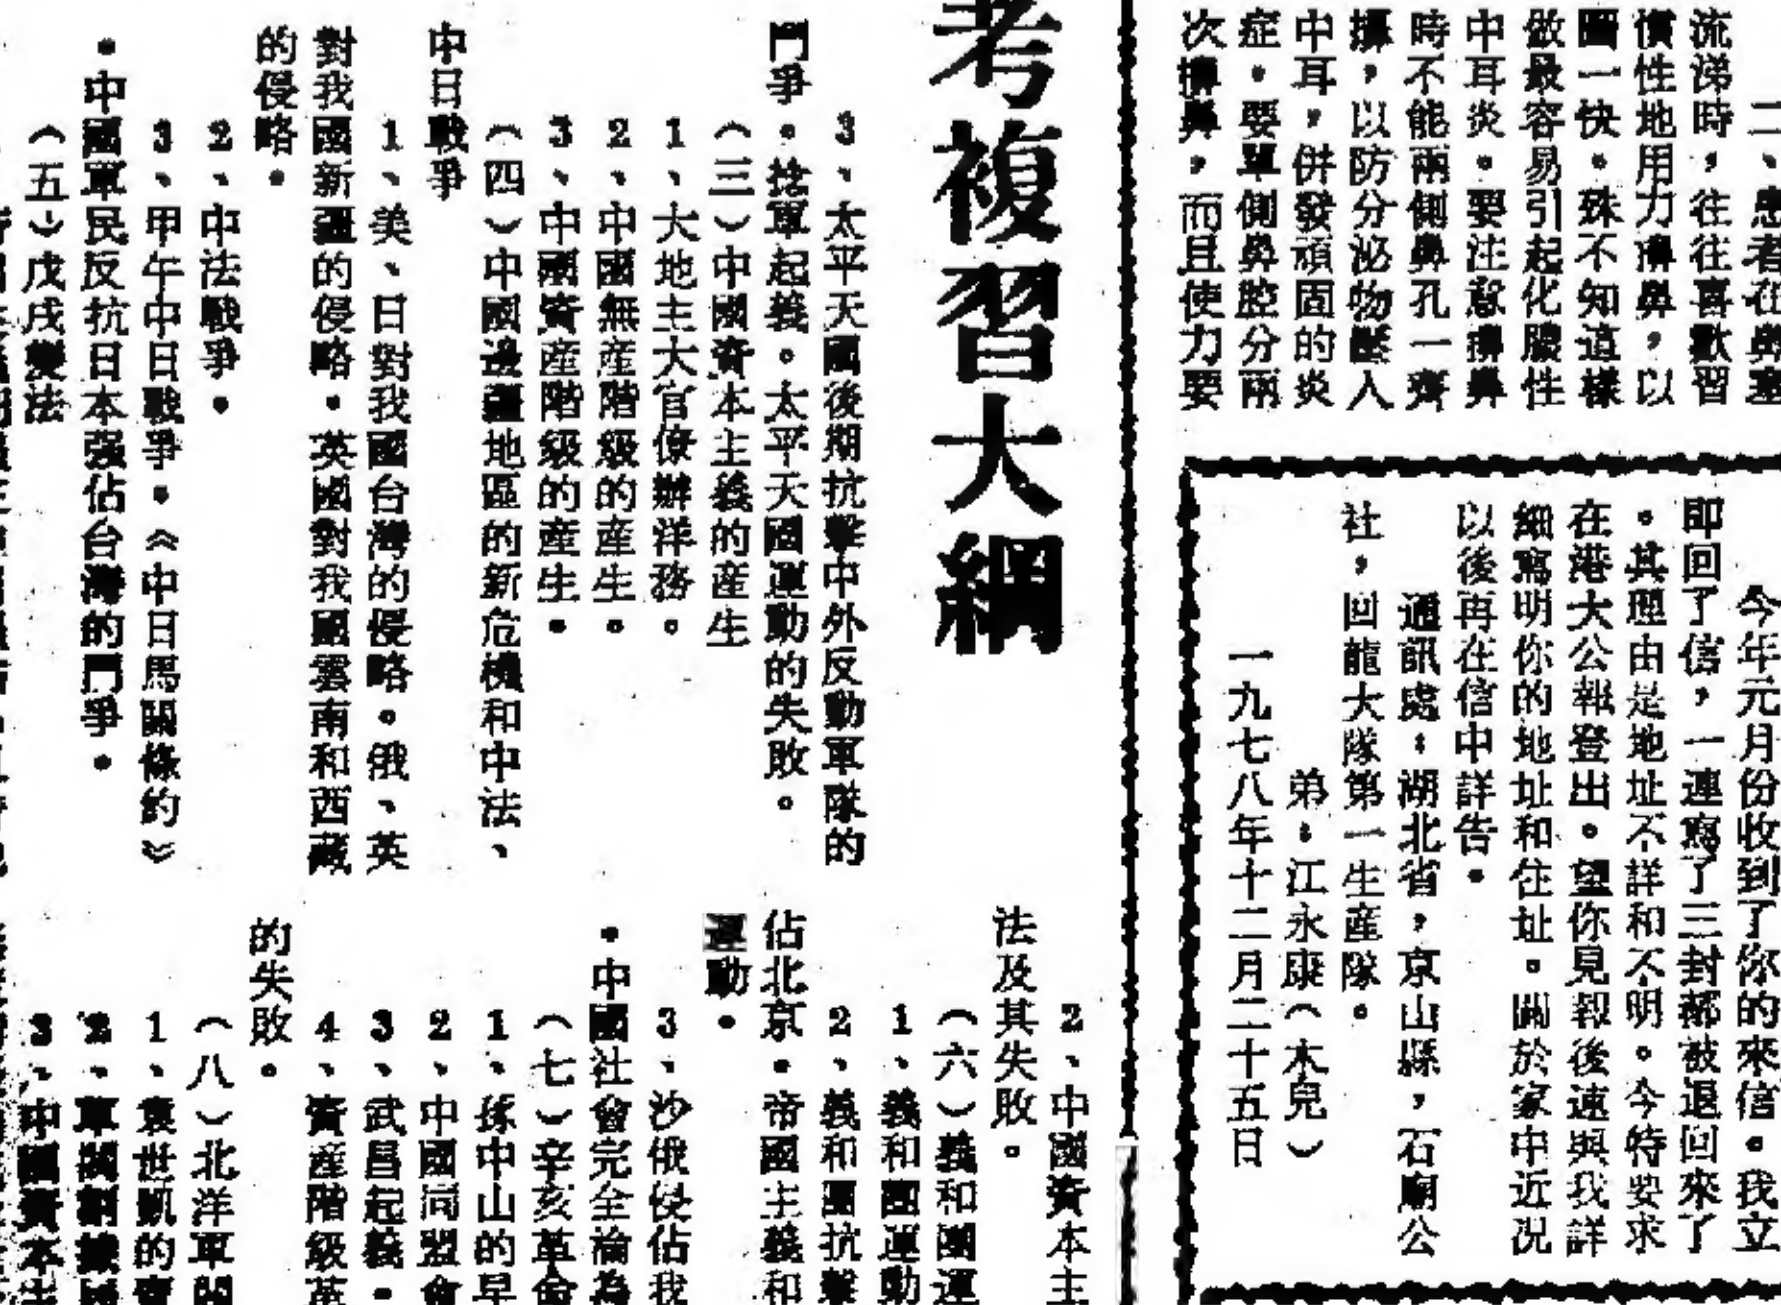 二、患者在鼻塞
流涕時，往往喜歡習
慣性地用力擤鼻，以
圖一快。殊不知這樣
做最容易引起化膿性
中耳炎。要注意擤鼻
時不能兩側鼻孔一齊
擤，以防分泌物壓入
中耳，併發頑固的炎
症。要單側鼻腔分兩
次擤鼻，而且使力要
今年元月份收到了你的來信。我立
即回了信，一連寫了三封都被退回來了
。其理由是地址不詳和不明。今特要求
在港大公報登出。望你見報後速與我詳
細寫明你的地址和住址。關於家中近況
以後再在信中詳告。
通訊處：湖北省，京山縣，石廟公
社，回龍大隊第一生産隊。
弟：江永康（木兒）
一九七八年十二月二十五日
考複習大綱
3、太平天國後期抗擊中外反動軍隊的
鬥爭。捻軍起義。太平天國運動的失敗。
（三）中國資本主義的産生
1、大地主大官僚辦洋務。
2、中國無産階級的産生。
3、中國資産階級的産生。
（四）中國邊疆地區的新危機和中法、
中日戰爭
1、美、日對我國台灣的侵略。俄、英
對我國新疆的侵略。英國對我國雲南和西藏
的侵略。
2、中法戰爭。
3、甲午中日戰爭。《中日馬關條約》
。中國軍民反抗日本强佔台灣的鬥爭。
（五）戊戌變法
2、中國資本主
法及其失敗。
（六）義和團運
1、義和團運動
2、義和團抗擊
佔北京。帝國主義和
運動。
3、沙俄侵佔我
。中國社會完全淪為
（七）辛亥革命
1、孫中山的早
2、中國同盟會
3、武昌起義。
4、資産階級革
的失敗。
（八）北洋軍閥
1、袁世凱的賣
2、軍閥割據
3、中國資本主